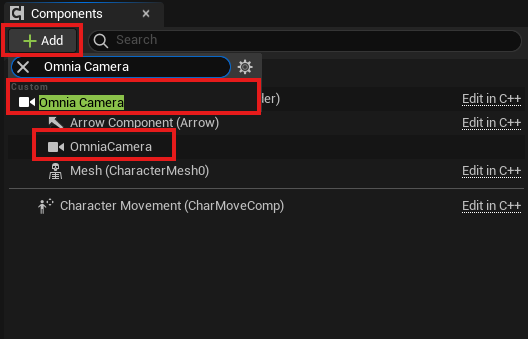 Components ×
+ Add Search
Omnia Camera
Custom
Omnia Camera der) Edit in C++
Arrow Component (Arrow) Edit in C++
OmniaCamera
Mesh (CharacterMesh0) Edit in C++
Character Movement (CharMoveComp) Edit in C++